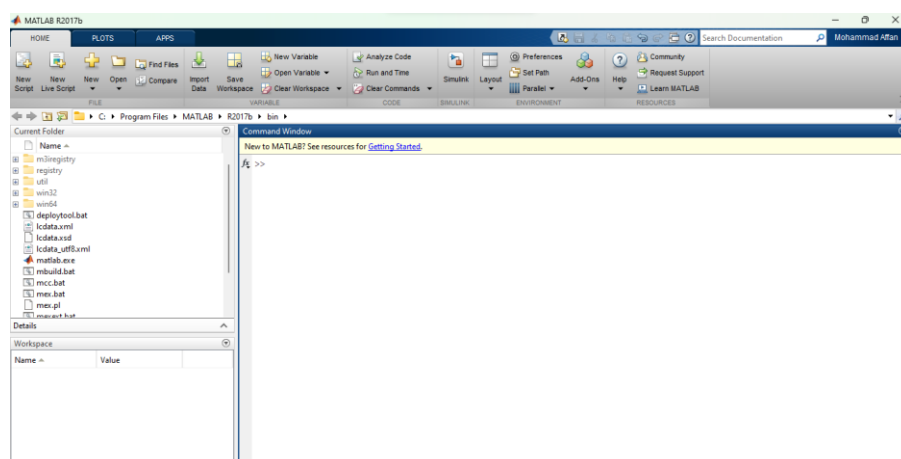 MATLAB R2017b
HOME PLOTS APPS
Search Documentation Mohammad Affan
New Script
New Live Script
New
Open
Find Files
Compare
Import Data
Save Workspace
New Variable
Open Variable
Clear Workspace
Analyze Code
Run and Time
Clear Commands
Simulink
Layout
Preferences
Set Path
Parallel
Add-Ons
Help
Community
Request Support
Learn MATLAB
FILE VARIABLE CODE SIMULINK ENVIRONMENT RESOURCES
C: Program Files MATLAB R2017b bin
Current Folder
Name
m3iregistry
registry
util
win32
win64
deploytool.bat
lcdata.xml
lcdata.xsd
lcdata_utf8.xml
matlab.exe
mbuild.bat
mcc.bat
mex.bat
mex.pl
mexext.bat
Details
Workspace
Name Value
Command Window
New to MATLAB? See resources for Getting Started.
fx >>